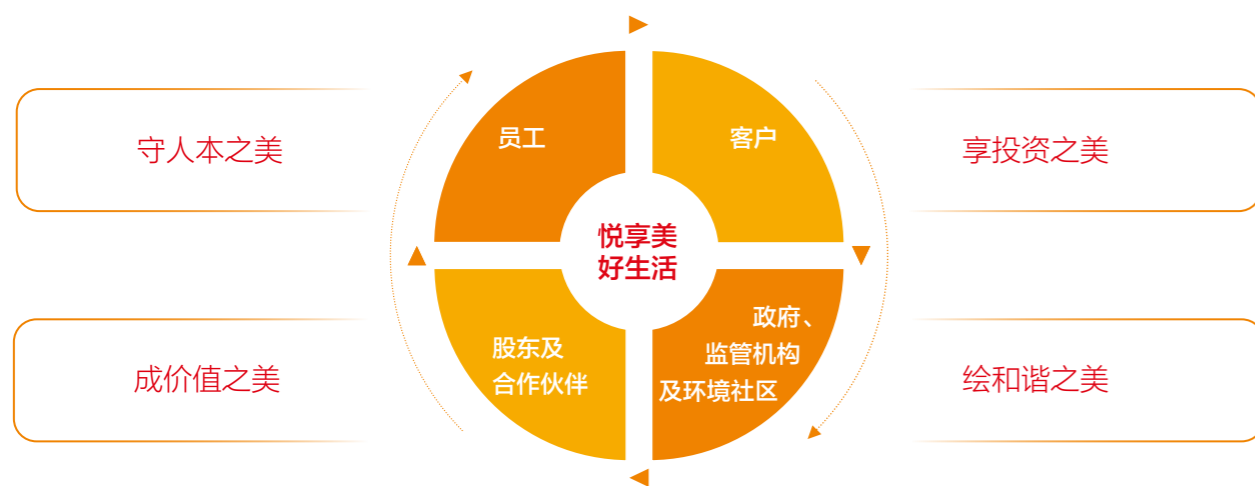 员工
客户
守人本之美
享投资之美
悦享美
好生活
政府、
监管机构
及环境社区
股东及
合作伙伴
成价值之美
绘和谐之美